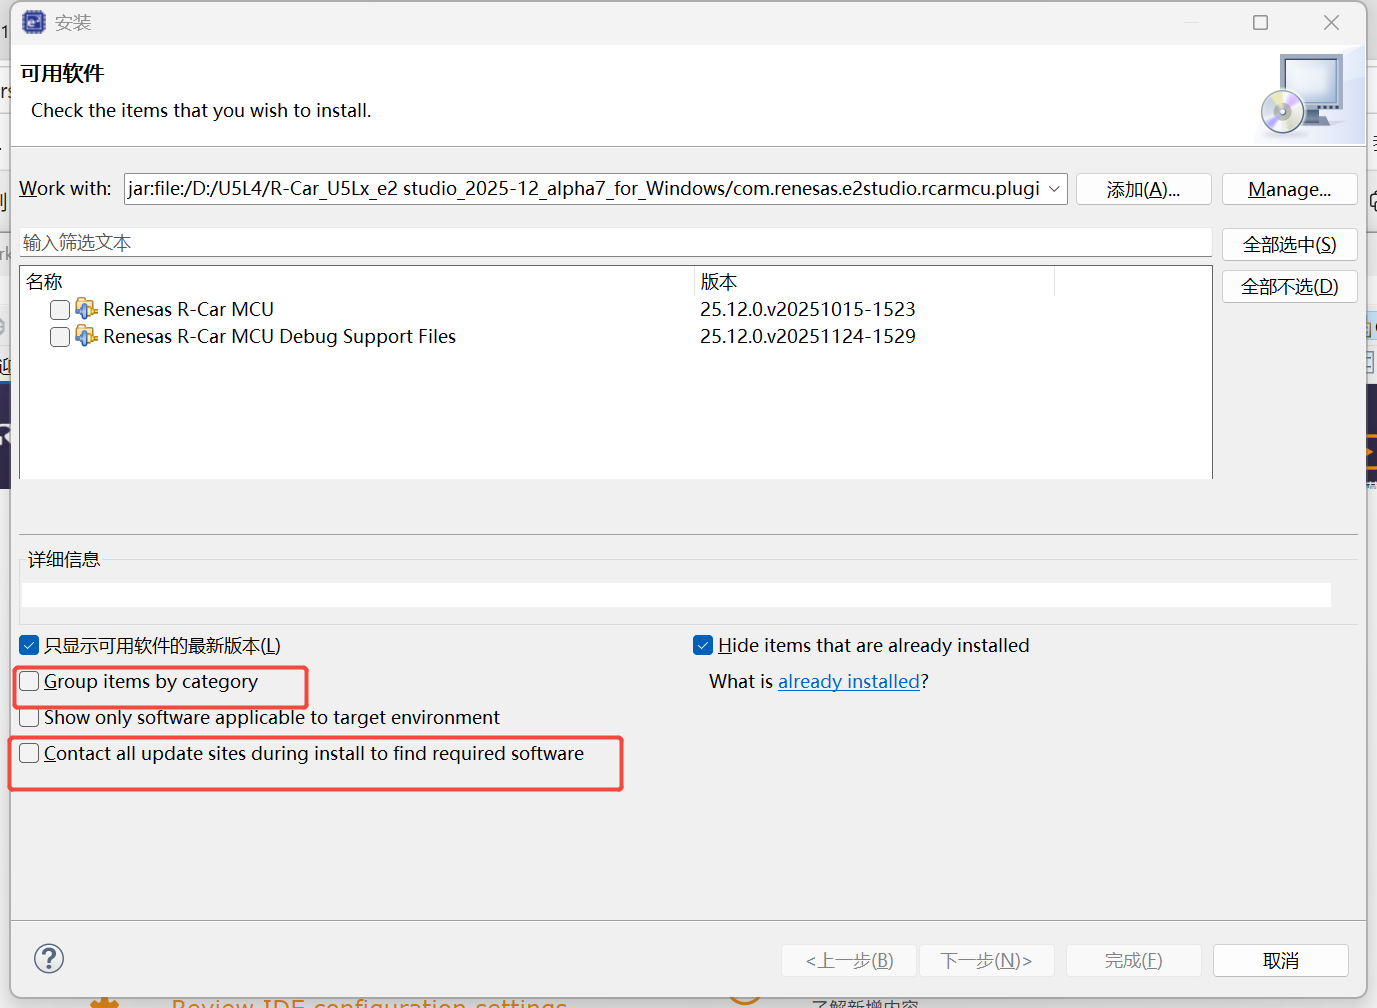 安装
可用软件
Check the items that you wish to install.
Work with: jar:file:/D:/U5L4/R-Car_U5Lx_e2 studio_2025-12_alpha7_for_Windows/com.renesas.e2studio.rcarmcu.plugi 添加(A)... Manage...
输入筛选文本 全部选中(S)
名称 版本 全部不选(D)
Renesas R-Car MCU 25.12.0.v20251015-1523
Renesas R-Car MCU Debug Support Files 25.12.0.v20251124-1529
详细信息
只显示可用软件的最新版本(L) Hide items that are already installed
Group items by category What is already installed?
Show only software applicable to target environment
Contact all update sites during install to find required software
<上一步(B) 下一步(N)> 完成(F) 取消
Review IDE configuration settings 了解新增内容